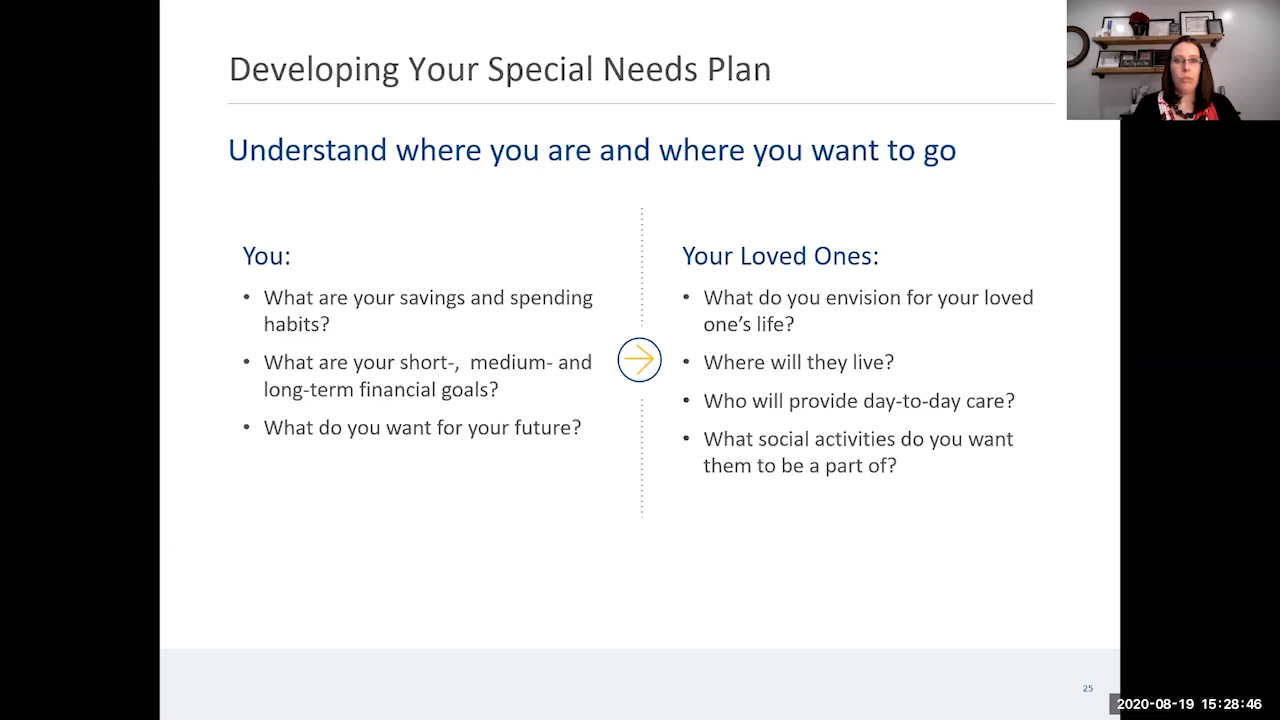 Developing Your Special Needs Plan
Understand where you are and where you want to go
You:
• What are your savings and spending
habits?
• What are your short-,  medium- and
long-term financial goals?
• What do you want for your future?
Your Loved Ones:
• What do you envision for your loved
one’s life?
• Where will they live?
• Who will provide day-to-day care?
• What social activities do you want
them to be a part of?
25
2020-08-19 15:28:46